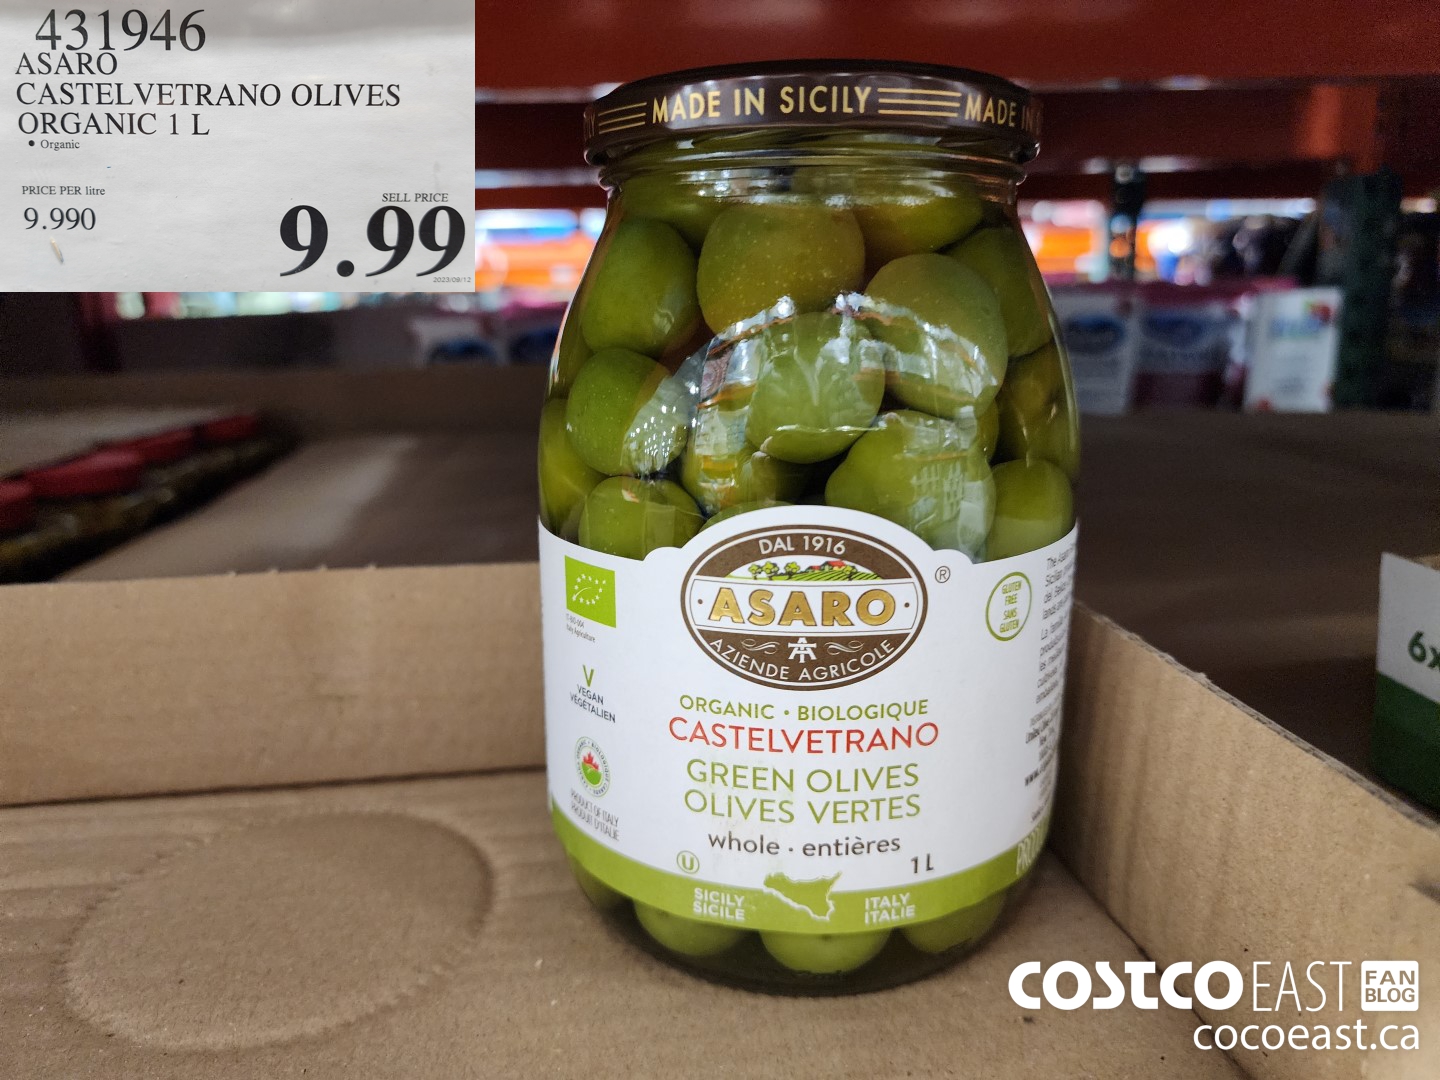 431946
ASARO
CASTELVETRANO OLIVES
ORGANIC 1 L
• Organic
PRICE PER litre
9.990
SELL PRICE
9.99
2023/08/12
MADE IN SICILY
MADE IN
DAL 1916
ASARO
®
AZIENDE AGRICOLE
GLUTEN
FREE
SANS
GLUTEN
V
VEGAN
VÉGÉTALIEN
ORGANIC • BIOLOGIQUE
CASTELVETRANO
GREEN OLIVES
OLIVES VERTES
whole · entières
1 L
PRODUCT OF ITALY
PRODUIT D'ITALIE
U
SICILY
SICILE
ITALY
ITALIE
6x
COSTCO EAST FAN BLOG
cocoeast.ca